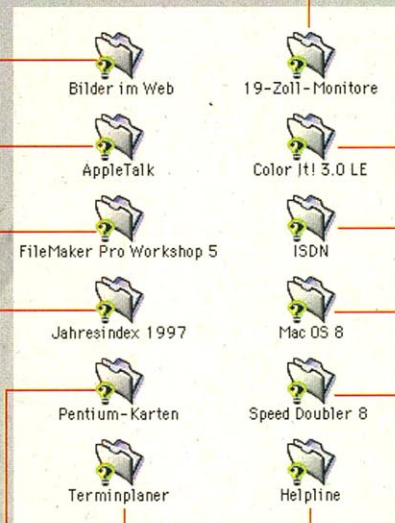 Bilder im Web
19-Zoll-Monitore
AppleTalk
Color It! 3.0 LE
FileMaker Pro Workshop 5
ISDN
Jahresindex 1997
Mac OS 8
Pentium-Karten
Speed Doubler 8
Terminplaner
Helpline